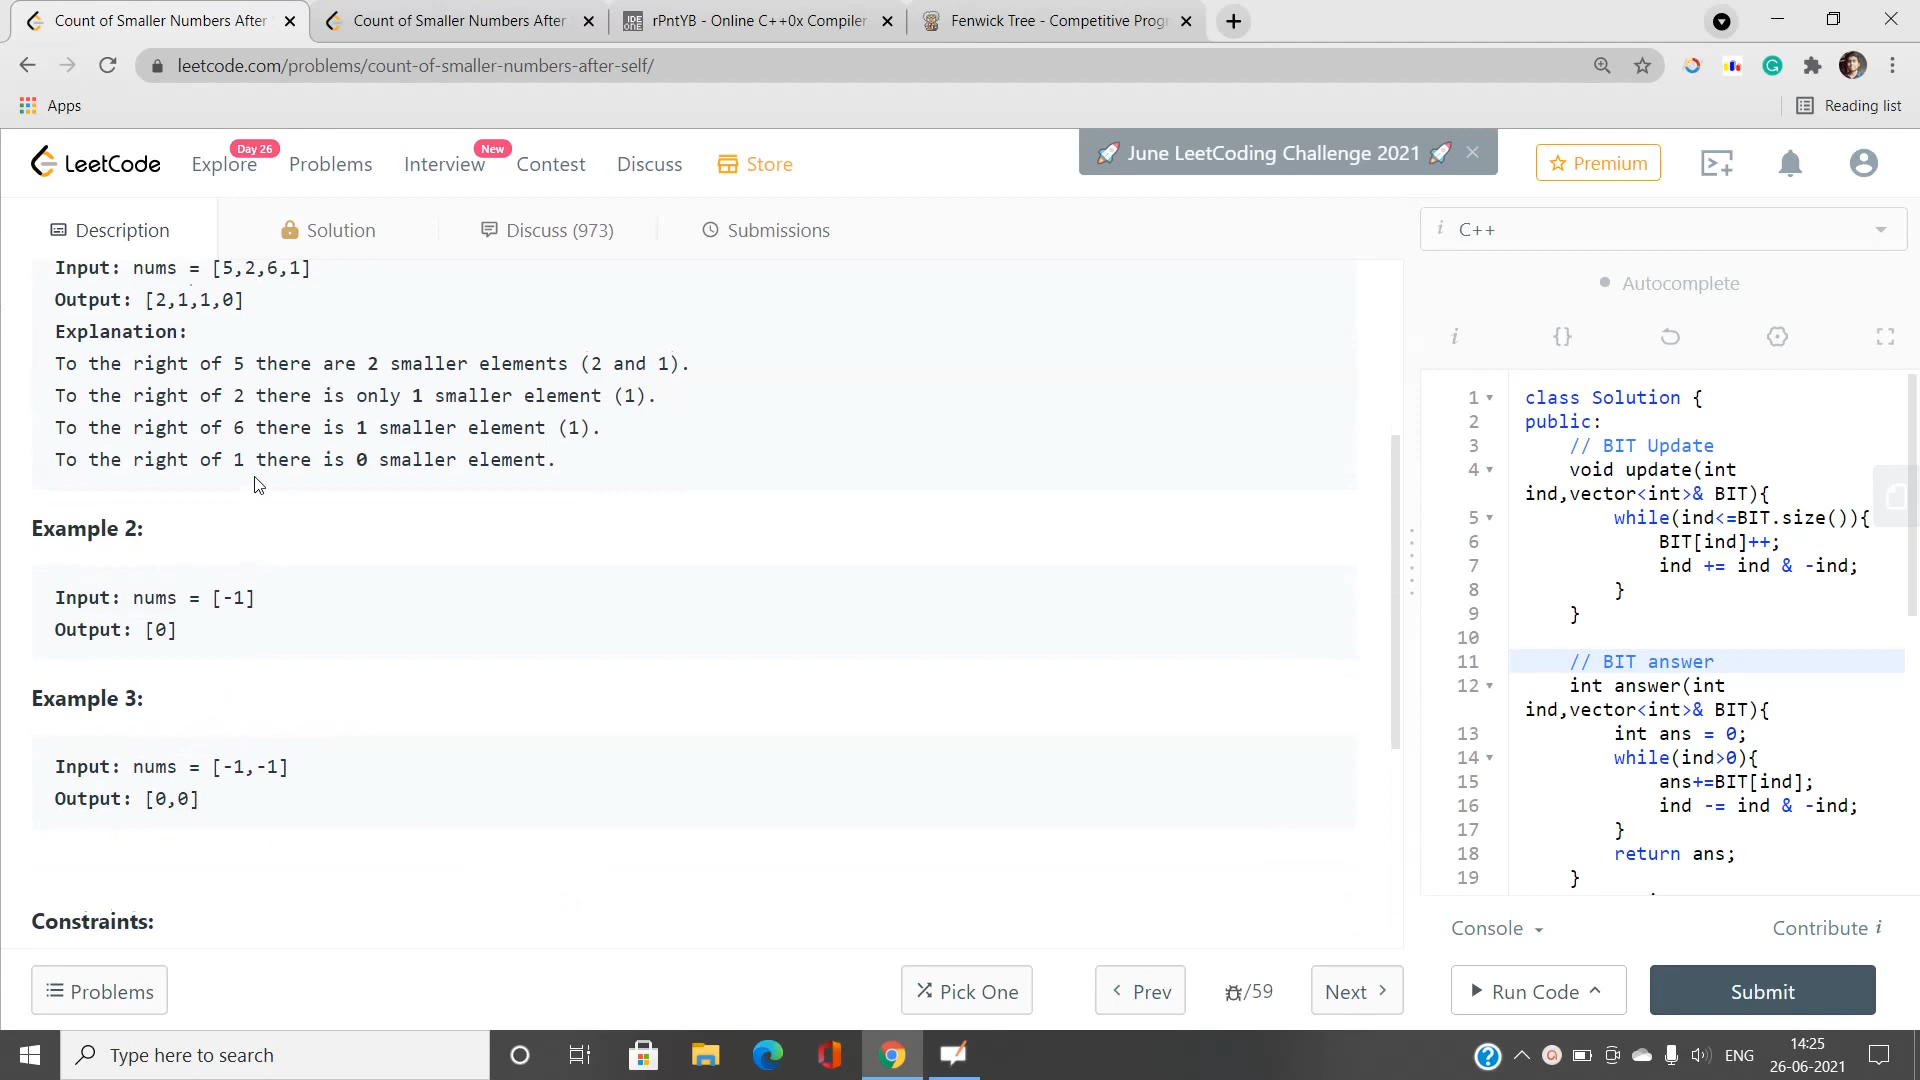 Count of Smaller Numbers After
Count of Smaller Numbers After
rPntYB - Online C++0x Compiler
Fenwick Tree - Competitive Prog
leetcode.com/problems/count-of-smaller-numbers-after-self/
Apps
Reading list
LeetCode
Explore
Day 26
Problems
Interview
New
Contest
Discuss
Store
🚀 June LeetCoding Challenge 2021 🚀
Premium
Description
Solution
Discuss (973)
Submissions
Input: nums = [5,2,6,1]
Output: [2,1,1,0]
Explanation:
To the right of 5 there are 2 smaller elements (2 and 1).
To the right of 2 there is only 1 smaller element (1).
To the right of 6 there is 1 smaller element (1).
To the right of 1 there is 0 smaller element.
Example 2:
Input: nums = [-1]
Output: [0]
Example 3:
Input: nums = [-1,-1]
Output: [0,0]
Constraints:
i C++
Autocomplete
i {}
1 class Solution {
2 public:
3 // BIT Update
4 void update(int
ind,vector<int>& BIT){
5 while(ind<=BIT.size()){
6 BIT[ind]++;
7 ind += ind & -ind;
8 }
9 }
10
11 // BIT answer
12 int answer(int
ind,vector<int>& BIT){
13 int ans = 0;
14 while(ind>0){
15 ans+=BIT[ind];
16 ind -= ind & -ind;
17 }
18 return ans;
19 }
Console
Contribute i
Problems
Pick One
< Prev
/59
Next >
Run Code
Submit
Type here to search
ENG
14:25
26-06-2021